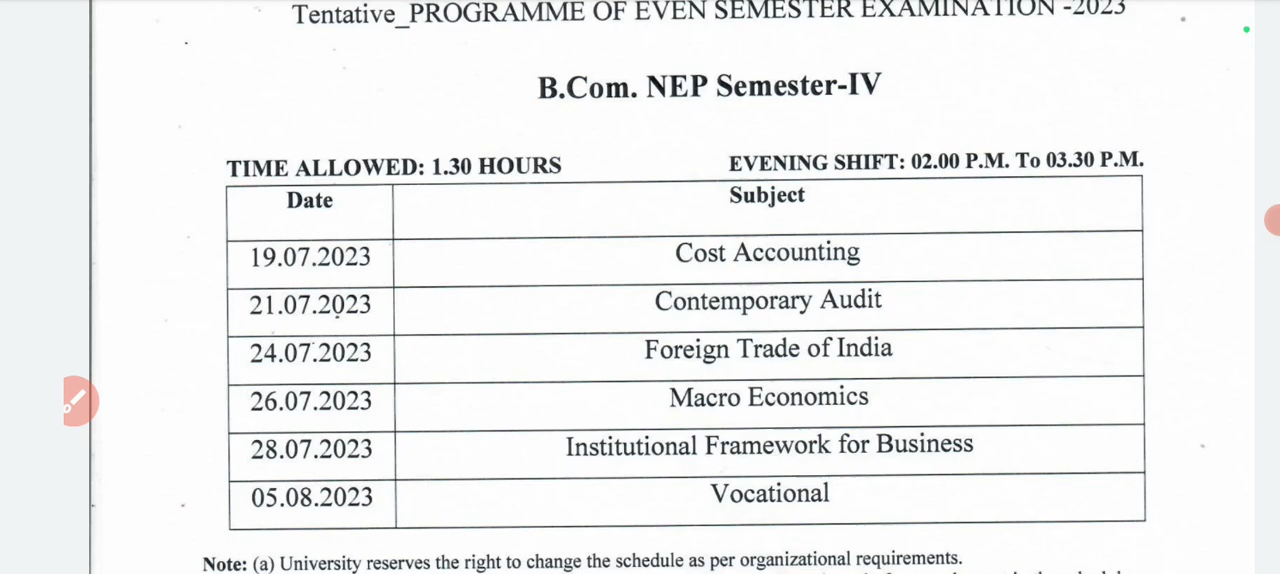 Tentative_PROGRAMME OF EVEN SEMESTER EXAMINATION -2023
B.Com. NEP Semester-IV
TIME ALLOWED: 1.30 HOURS EVENING SHIFT: 02.00 P.M. To 03.30 P.M.
Date Subject
19.07.2023 Cost Accounting
21.07.2023 Contemporary Audit
24.07.2023 Foreign Trade of India
26.07.2023 Macro Economics
28.07.2023 Institutional Framework for Business
05.08.2023 Vocational
Note: (a) University reserves the right to change the schedule as per organizational requirements.